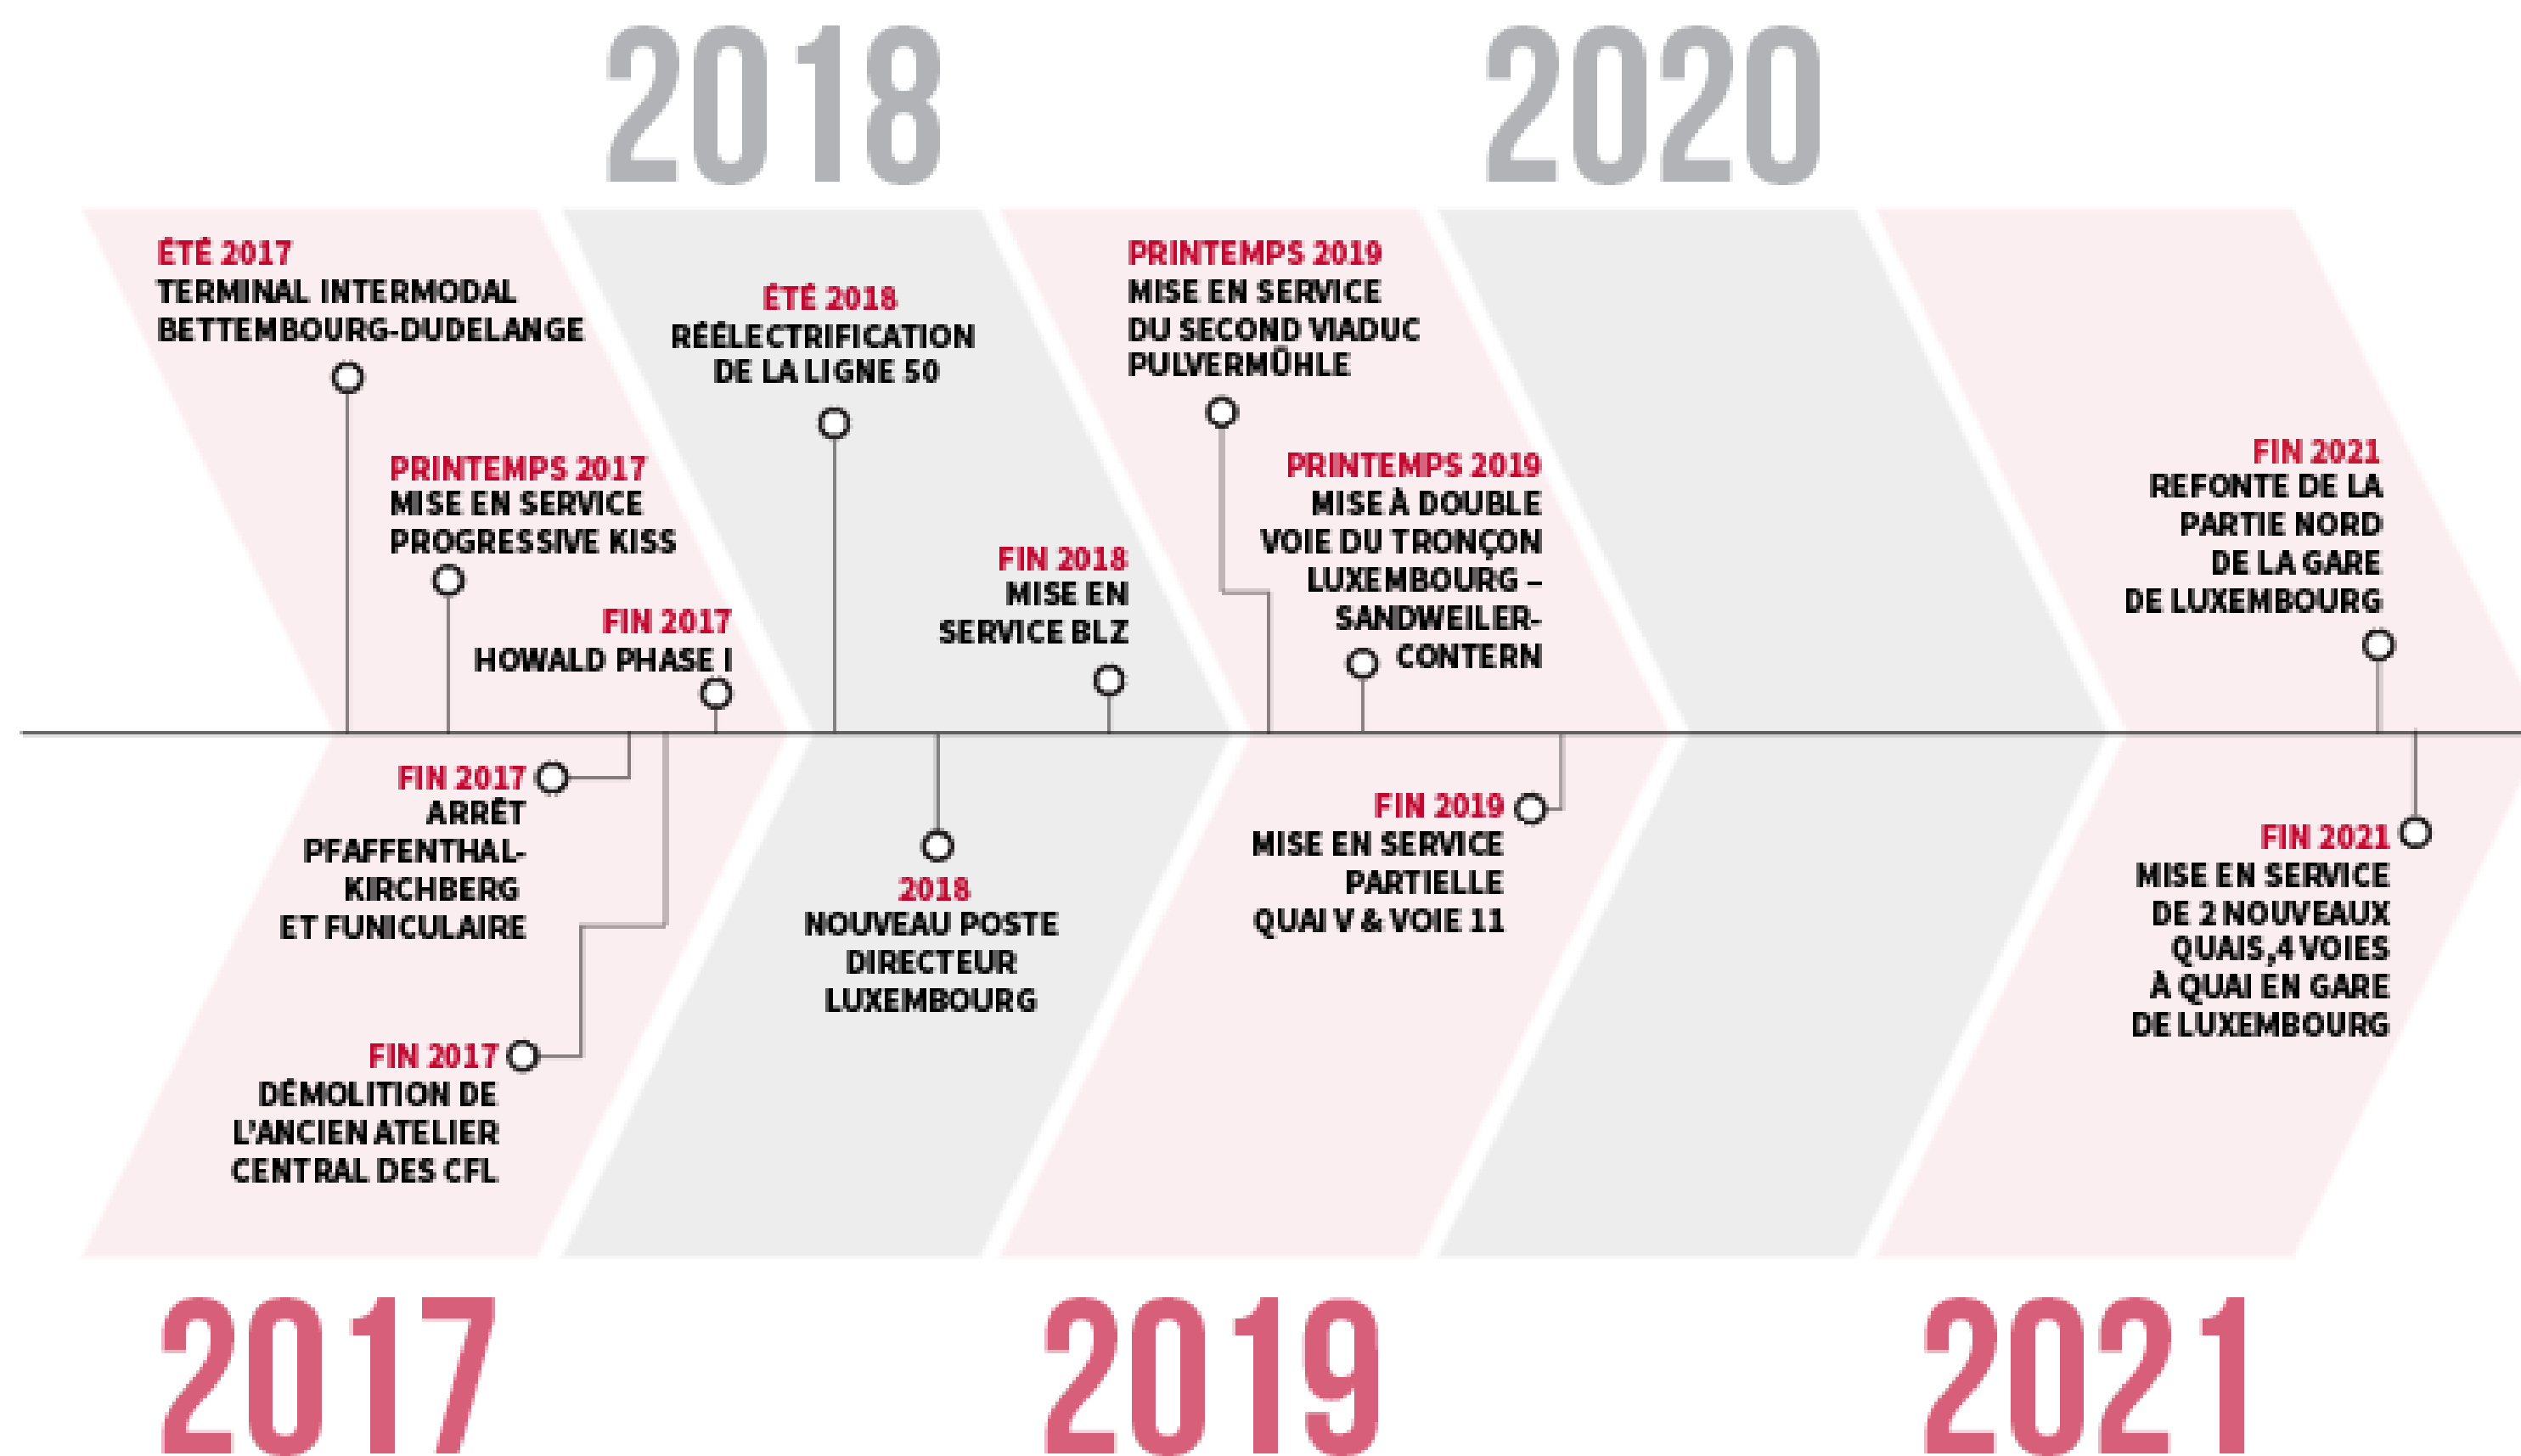 2018
2020
ÉTÉ 2017
TERMINAL INTERMODAL
BETTEMBOURG-DUDELANGE
PRINTEMPS 2017
MISE EN SERVICE
PROGRESSIVE KISS
FIN 2017
HOWALD PHASE I
ÉTÉ 2018
RÉÉLECTRIFICATION
DE LA LIGNE 50
FIN 2018
MISE EN
SERVICE BLZ
PRINTEMPS 2019
MISE EN SERVICE
DU SECOND VIADUC
PULVERMÜHLE
PRINTEMPS 2019
MISE À DOUBLE
VOIE DU TRONÇON
LUXEMBOURG –
SANDWEILER-
CONTERN
FIN 2021
REFONTE DE LA
PARTIE NORD
DE LA GARE
DE LUXEMBOURG
FIN 2017
ARRÊT
PFAFFENTHAL-
KIRCHBERG
ET FUNICULAIRE
FIN 2017
DÉMOLITION DE
L'ANCIEN ATELIER
CENTRAL DES CFL
2018
NOUVEAU POSTE
DIRECTEUR
LUXEMBOURG
FIN 2019
MISE EN SERVICE
PARTIELLE
QUAI V & VOIE 11
FIN 2021
MISE EN SERVICE
DE 2 NOUVEAUX
QUAIS, 4 VOIES
À QUAI EN GARE
DE LUXEMBOURG
2017
2019
2021